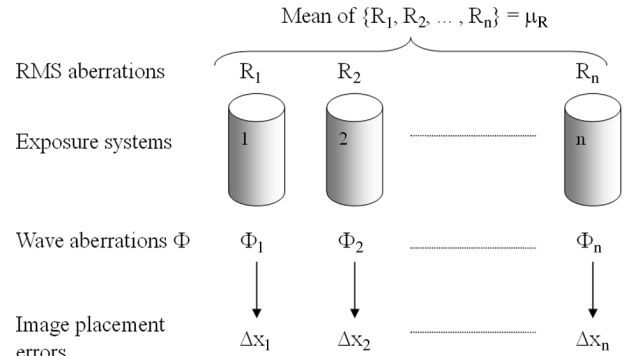 Mean of {R1, R2, ... , Rn} = μR
RMS aberrations R1 R2 Rn
Exposure systems 1 2 n
Wave aberrations Φ Φ1 Φ2 Φn
Image placement
errors Δx1 Δx2 Δxn